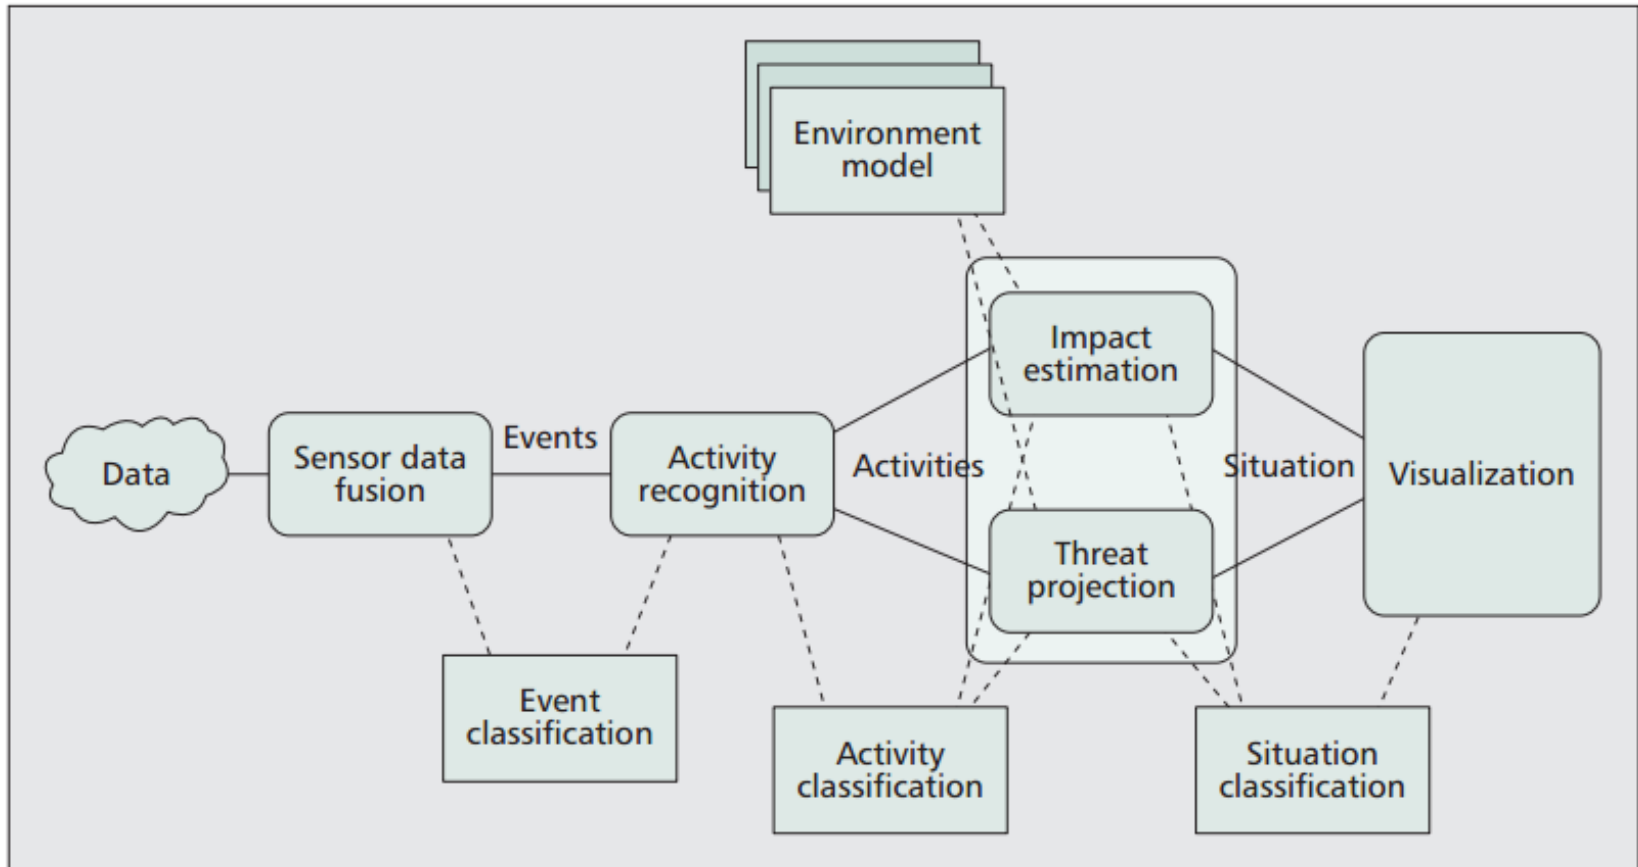 Environment
model
Impact
estimation
Data
Sensor data
fusion
Events
Activity
recognition
Activities
Situation
Visualization
Threat
projection
Event
classification
Activity
classification
Situation
classification